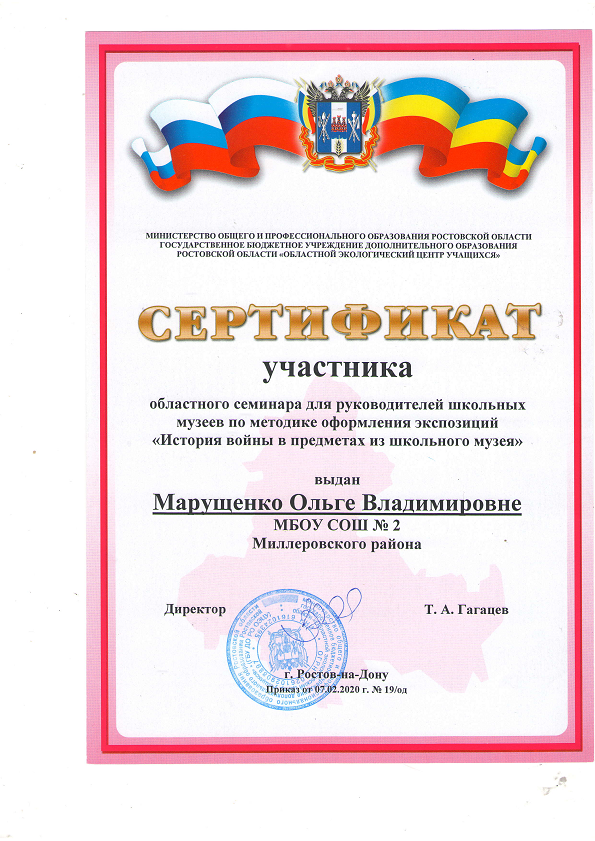 МИНИСТЕРСТВО ОБЩЕГО И ПРОФЕССИОНАЛЬНОГО ОБРАЗОВАНИЯ РОСТОВСКОЙ ОБЛАСТИ
ГОСУДАРСТВЕННОЕ БЮДЖЕТНОЕ УЧРЕЖДЕНИЕ ДОПОЛНИТЕЛЬНОГО ОБРАЗОВАНИЯ
РОСТОВСКОЙ ОБЛАСТИ «ОБЛАСТНОЙ ЭКОЛОГИЧЕСКИЙ ЦЕНТР УЧАЩИХСЯ»
СЕРТИФИКАТ
участника
областного семинара для руководителей школьных
музеев по методике оформления экспозиций
«История войны в предметах из школьного музея»
выдан
Марущенко Ольге Владимировне
МБОУ СОШ № 2
Миллеровского района
Директор Т. А. Гагацев
г. Ростов-на-Дону
Приказ от 07.02.2020 г. № 19/од